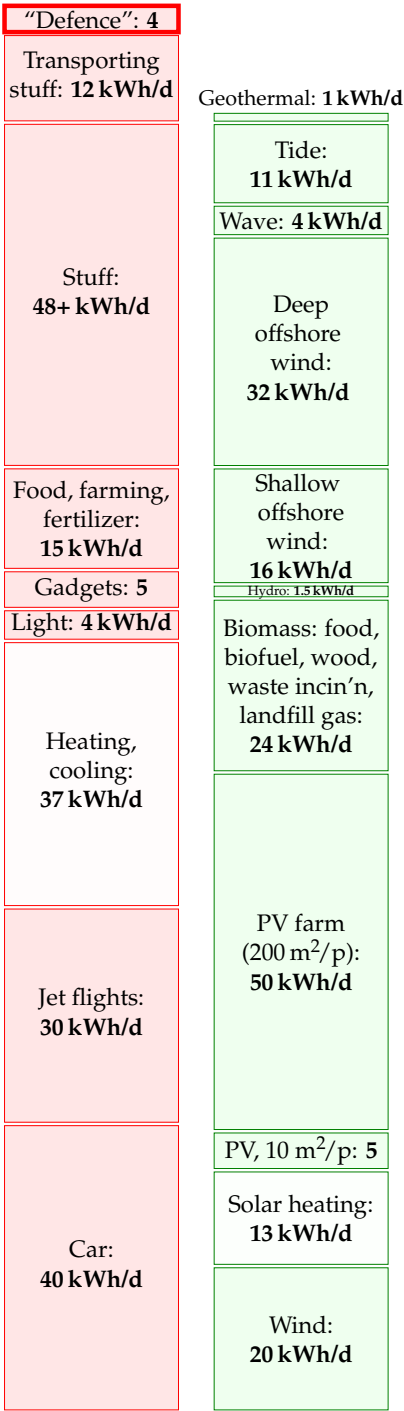 “Defence”: 4
Transporting
stuff: 12 kWh/d
Stuff:
48+ kWh/d
Food, farming,
fertilizer:
15 kWh/d
Gadgets: 5
Light: 4 kWh/d
Heating,
cooling:
37 kWh/d
Jet flights:
30 kWh/d
Car:
40 kWh/d
Geothermal: 1 kWh/d
Tide:
11 kWh/d
Wave: 4 kWh/d
Deep
offshore
wind:
32 kWh/d
Shallow
offshore
wind:
16 kWh/d
Hydro: 1.5 kWh/d
Biomass: food,
biofuel, wood,
waste incin’n,
landfill gas:
24 kWh/d
PV farm
(200 m²/p):
50 kWh/d
PV, 10 m²/p: 5
Solar heating:
13 kWh/d
Wind:
20 kWh/d